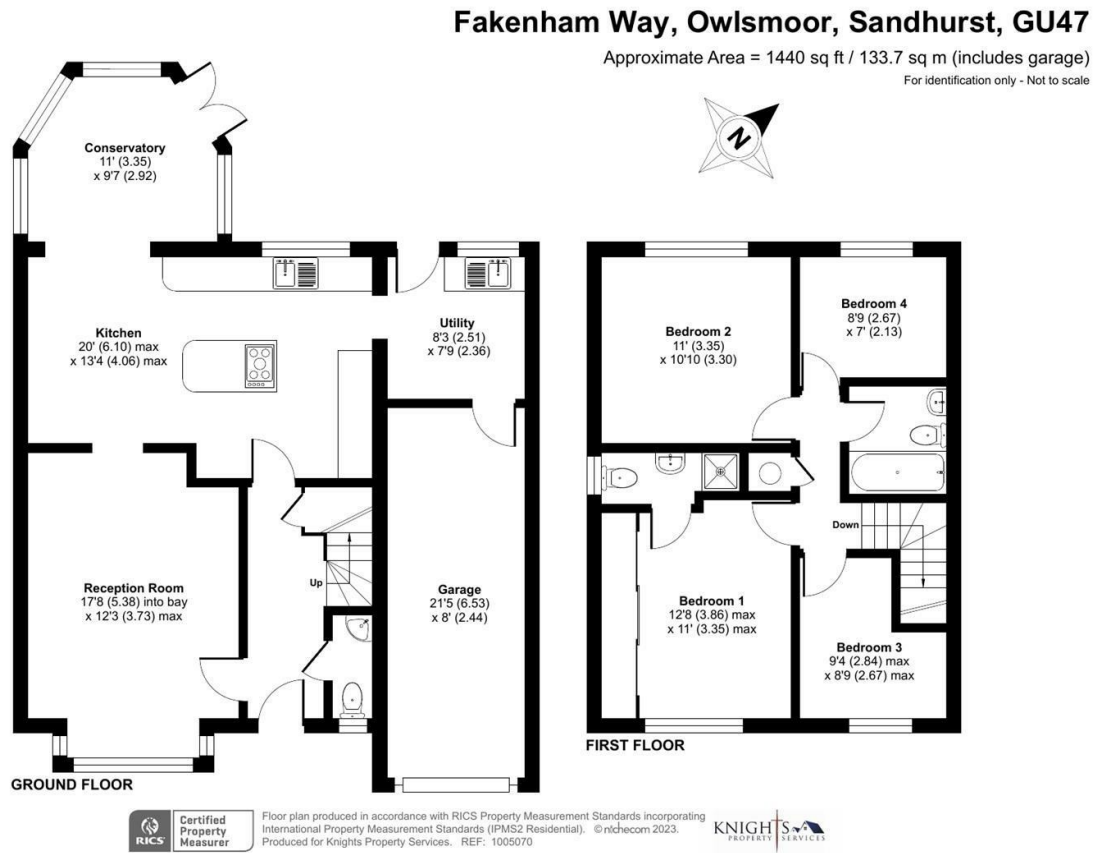 Fakenham Way, Owlsmoor, Sandhurst, GU47
Approximate Area = 1440 sq ft / 133.7 sq m (includes garage)
For identification only - Not to scale
N
Conservatory
11' (3.35)
x 9'7 (2.92)
Kitchen
20' (6.10) max
x 13'4 (4.06) max
Utility
8'3 (2.51)
x 7'9 (2.36)
Reception Room
17'8 (5.38) into bay
x 12'3 (3.73) max
Up
Garage
21'5 (6.53)
x 8' (2.44)
GROUND FLOOR
Bedroom 2
11' (3.35)
x 10'10 (3.30)
Bedroom 4
8'9 (2.67)
x 7' (2.13)
Down
Bedroom 1
12'8 (3.86) max
x 11' (3.35) max
Bedroom 3
9'4 (2.84) max
x 8'9 (2.67) max
FIRST FLOOR
RICS
Certified
Property
Measurer
Floor plan produced in accordance with RICS Property Measurement Standards incorporating
International Property Measurement Standards (IPMS2 Residential). © nichecom 2023.
Produced for Knights Property Services. REF: 1005070
KNIGHTS
PROPERTY SERVICES